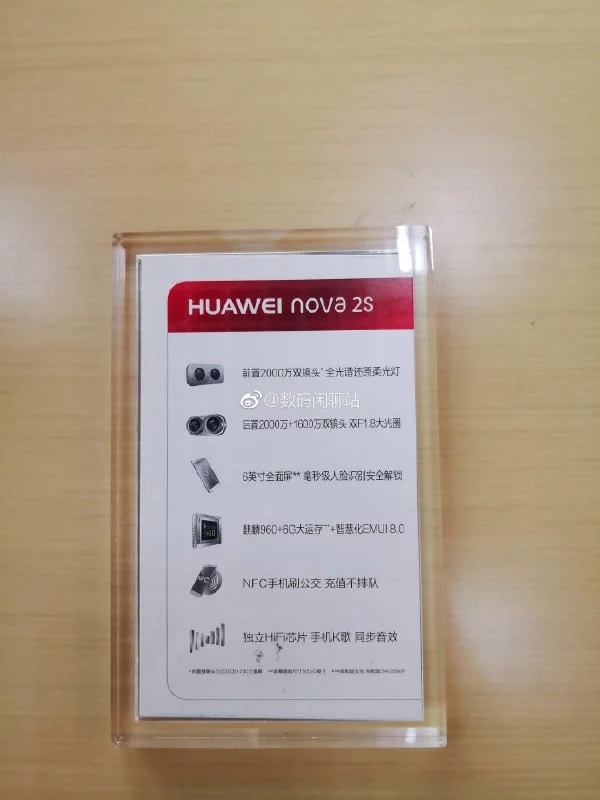 HUAWEI nova 2S
前置2000万双镜头* 全光谱还原柔光灯
@数码闲聊站
后置2000万+1600万双镜头 双F1.8大光圈
6英寸全面屏** 毫秒级人脸识别安全解锁
麒麟960+6G大运存***+智慧化EMUI 8.0
960
NFC手机刷公交 充值不排队
独立HiFi芯片 手机K歌 同步音效